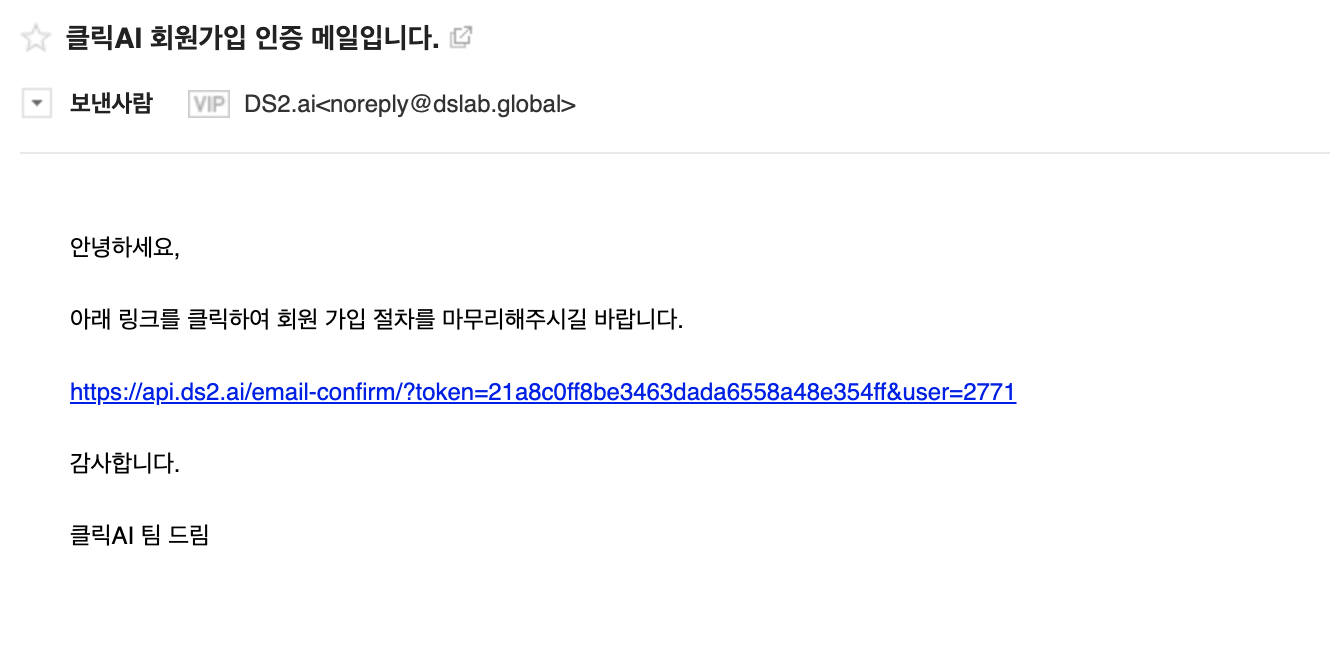 클릭AI 회원가입 인증 메일입니다.
보낸사람 VIP DS2.ai<noreply@dslab.global>
안녕하세요,
아래 링크를 클릭하여 회원 가입 절차를 마무리해주시길 바랍니다.
https://api.ds2.ai/email-confirm/?token=21a8c0ff8be3463dada6558a48e354ff&user=2771
감사합니다.
클릭AI 팀 드림